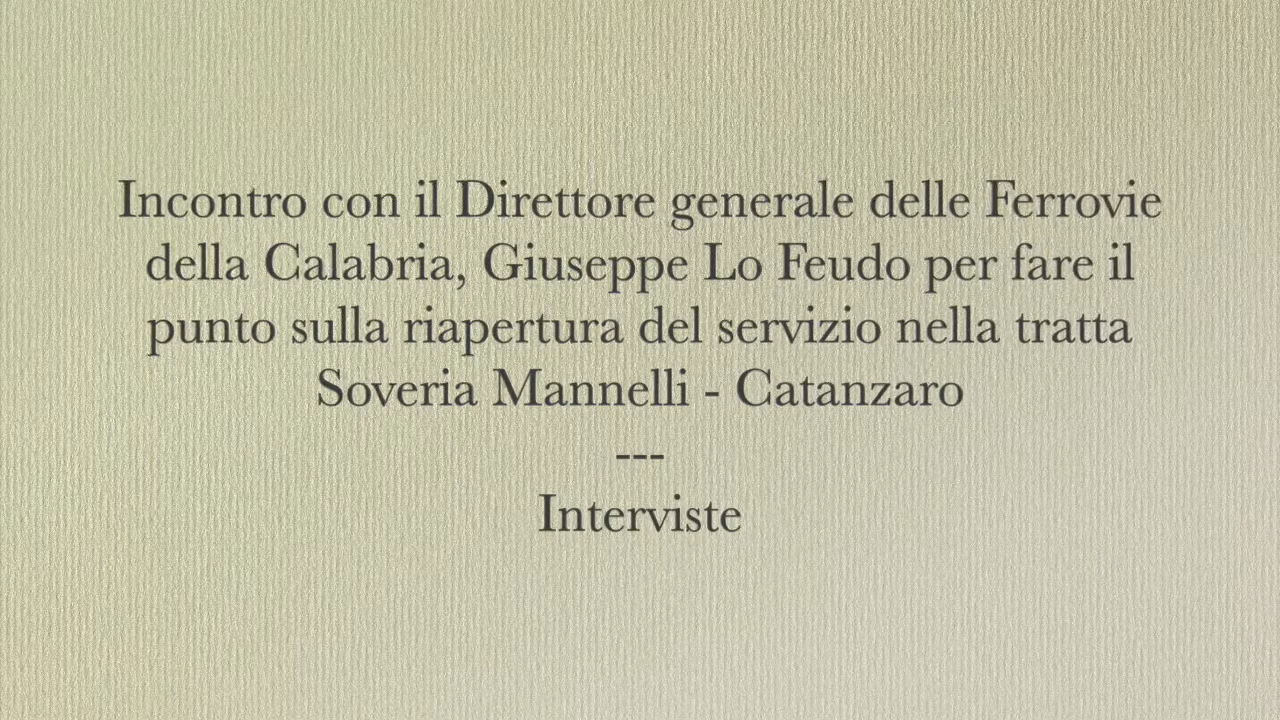 Incontro con il Direttore generale delle Ferrovie
della Calabria, Giuseppe Lo Feudo per fare il
punto sulla riapertura del servizio nella tratta
Soveria Mannelli - Catanzaro
---
Interviste